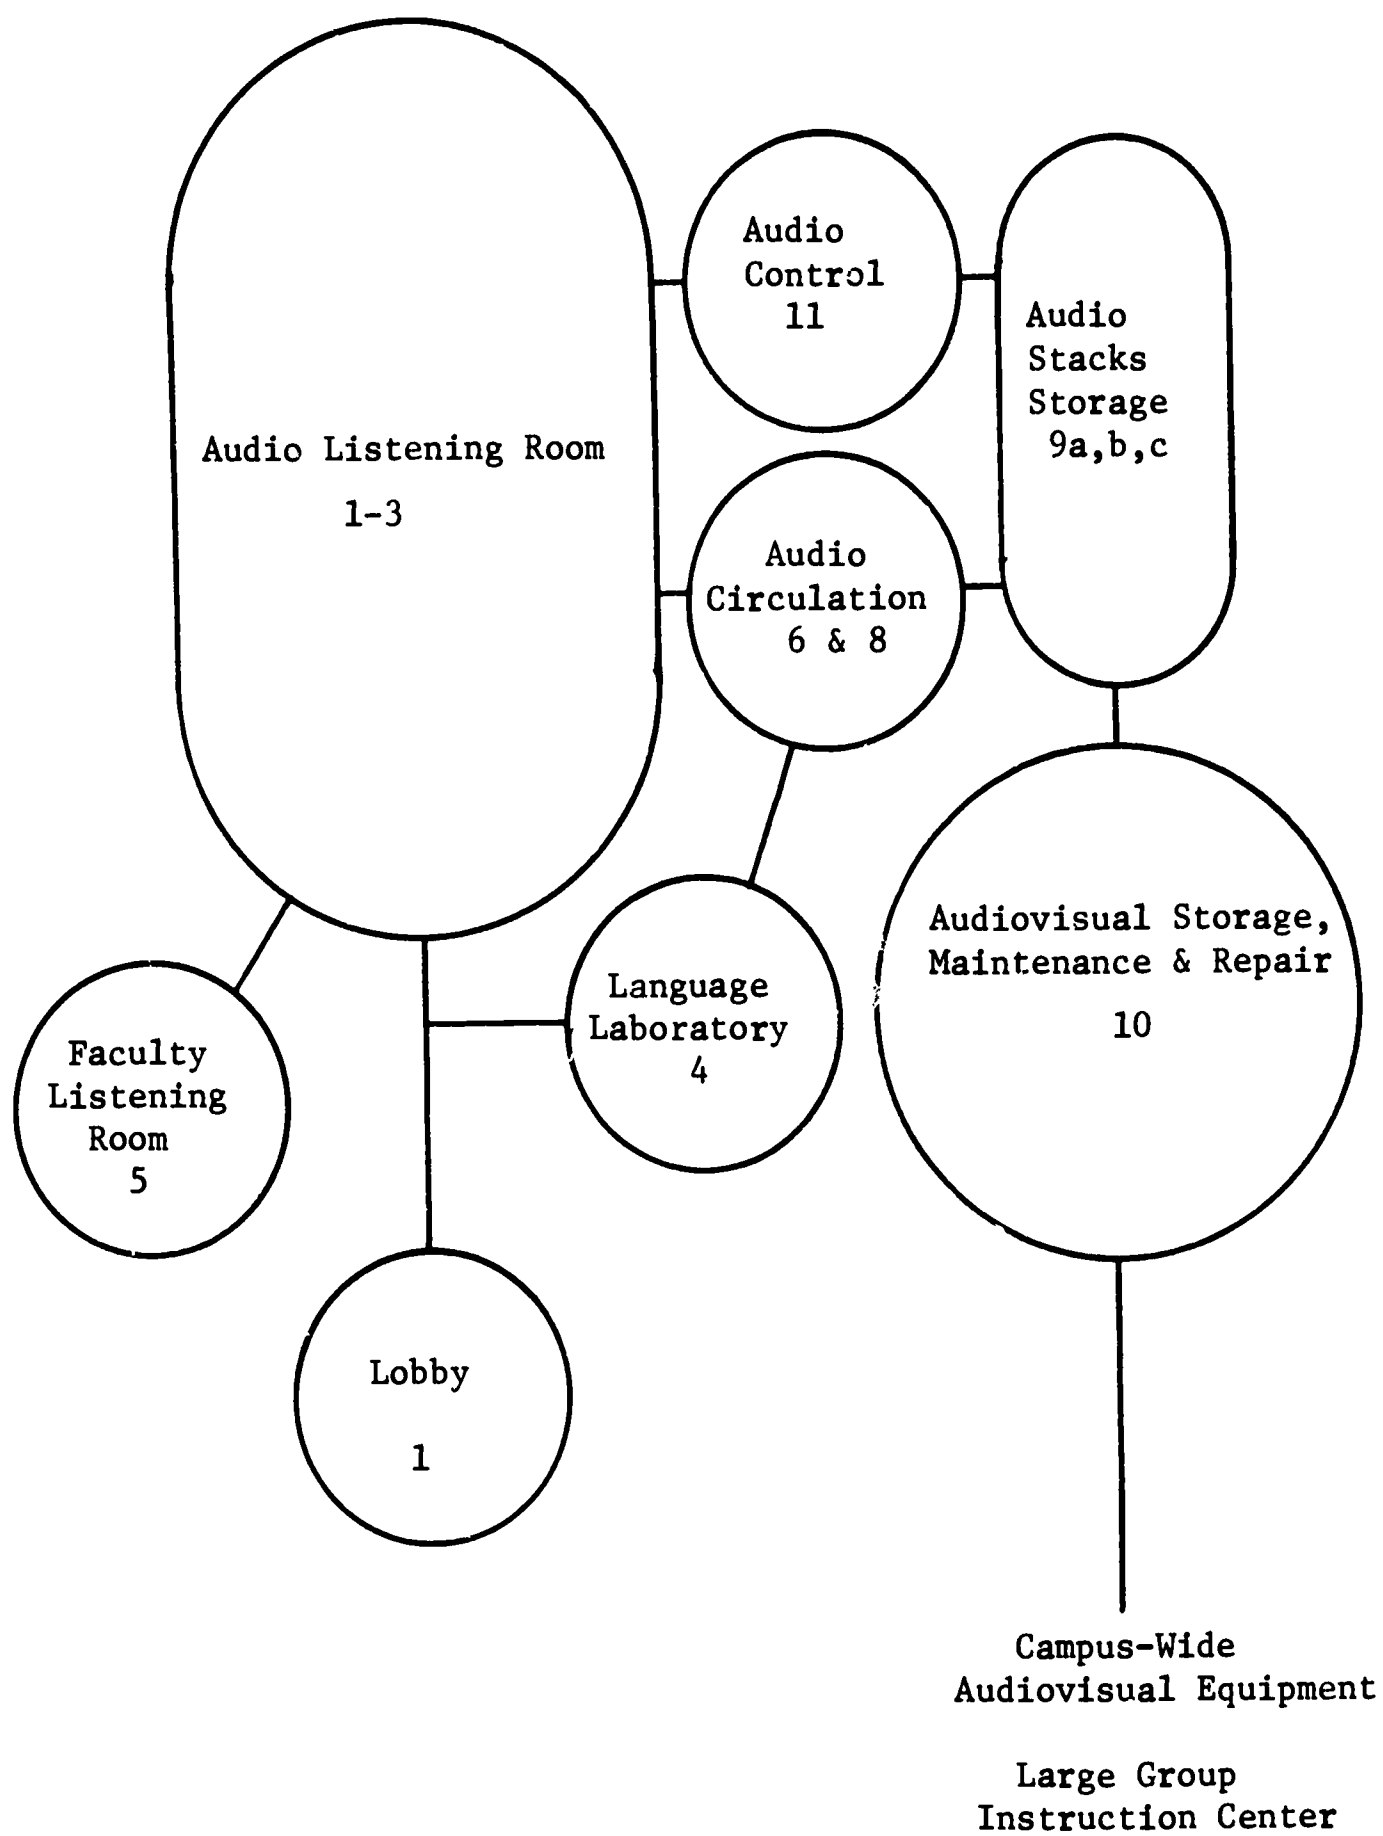 Audio
Control
11
Audio
Stacks
Storage
9a,b,c
Audio Listening Room
1-3
Audio
Circulation
6 & 8
Audiovisual Storage,
Maintenance & Repair
10
Language
Laboratory
4
Faculty
Listening
Room
5
Lobby
1
Campus-Wide
Audiovisual Equipment
Large Group
Instruction Center